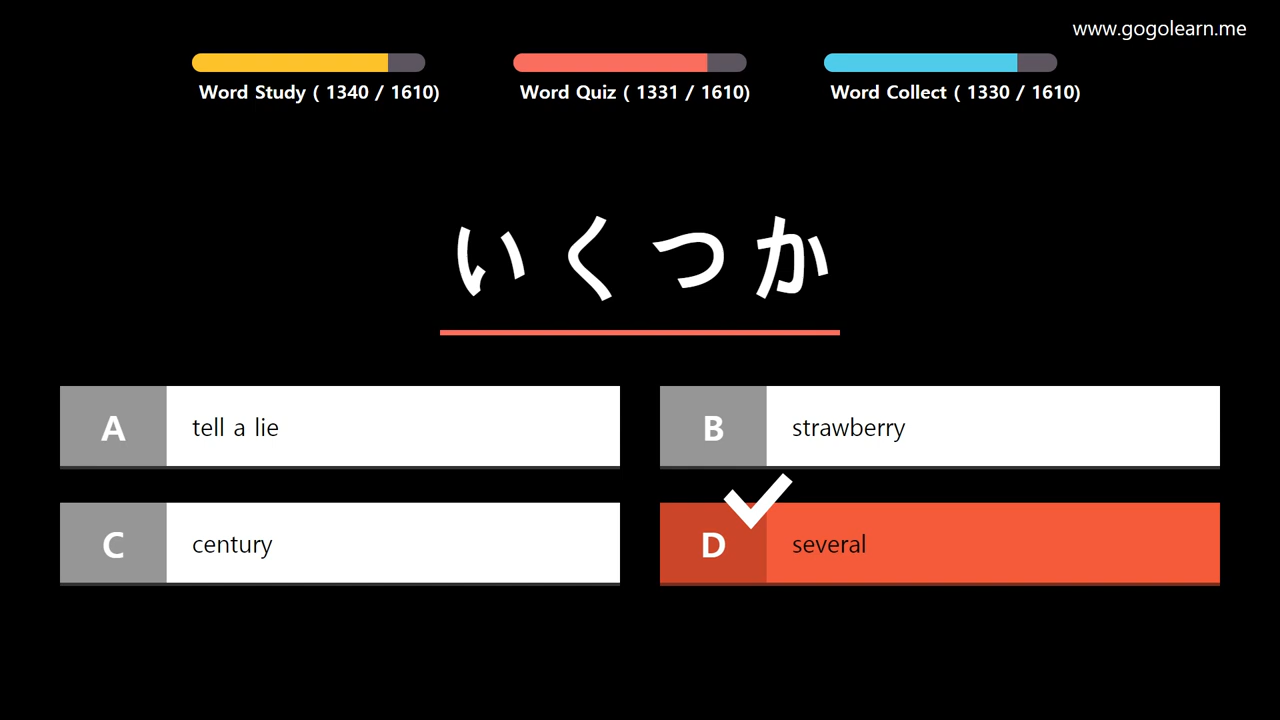 www.gogolearn.me
Word Study ( 1340 / 1610)
Word Quiz ( 1331 / 1610)
Word Collect ( 1330 / 1610)
いくつか
A
tell a lie
B
strawberry
C
century
D
several